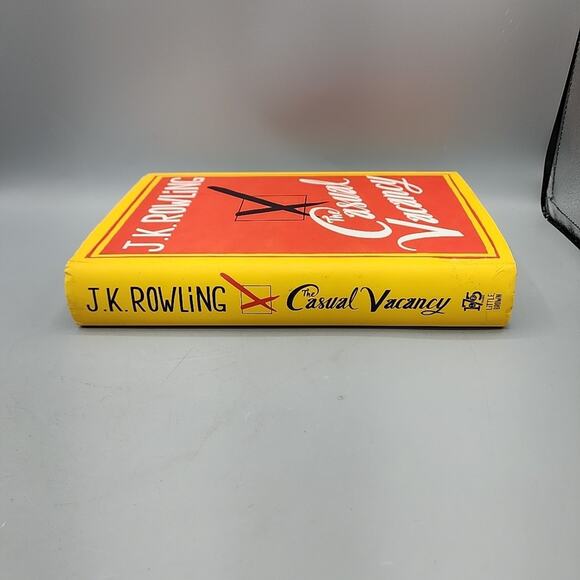 J.K. ROWLING
The
Casual
Vacancy
J.K. ROWLING The Casual Vacancy
LITTLE
BROWN